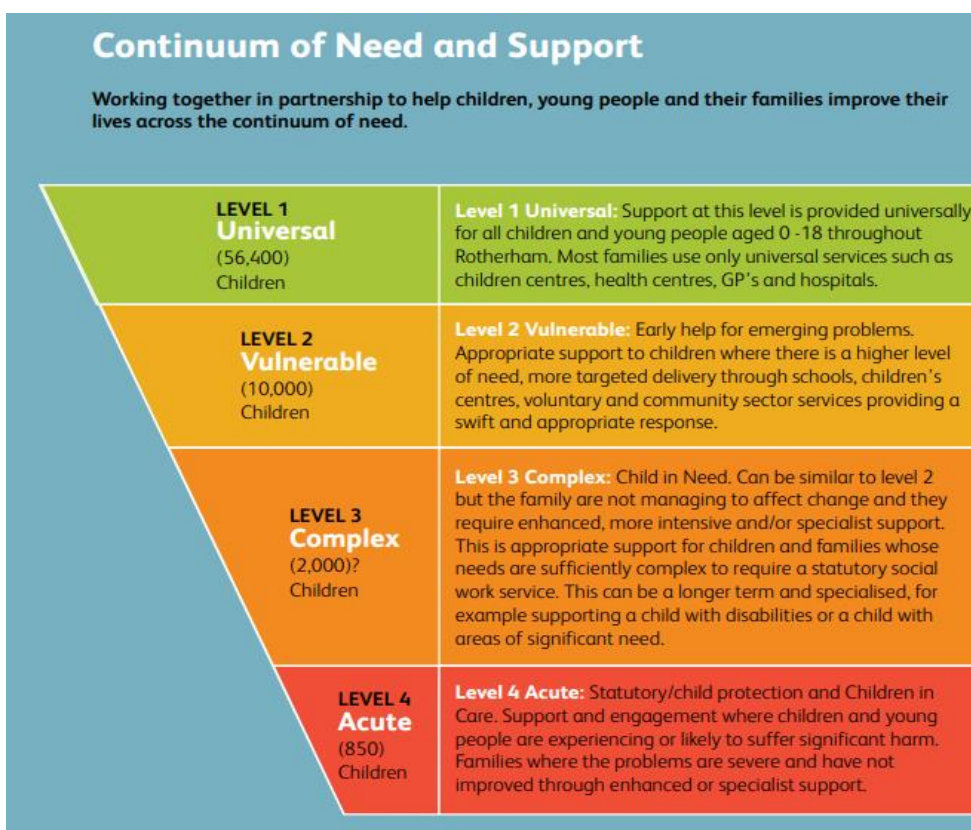 Continuum of Need and Support
Working together in partnership to help children, young people and their families improve their
lives across the continuum of need.
LEVEL 1
Universal
(56,400)
Children
Level 1 Universal: Support at this level is provided universally
for all children and young people aged 0 -18 throughout
Rotherham. Most families use only universal services such as
children centres, health centres, GP's and hospitals.
LEVEL 2
Vulnerable
(10,000)
Children
Level 2 Vulnerable: Early help for emerging problems.
Appropriate support to children where there is a higher level
of need, more targeted delivery through schools, children's
centres, voluntary and community sector services providing a
swift and appropriate response.
LEVEL 3
Complex
(2,000)?
Children
Level 3 Complex: Child in Need. Can be similar to level 2
but the family are not managing to affect change and they
require enhanced, more intensive and/or specialist support.
This is appropriate support for children and families whose
needs are sufficiently complex to require a statutory social
work service. This can be a longer term and specialised, for
example supporting a child with disabilities or a child with
areas of significant need.
LEVEL 4
Acute
(850)
Children
Level 4 Acute: Statutory/child protection and Children in
Care. Support and engagement where children and young
people are experiencing or likely to suffer significant harm.
Families where the problems are severe and have not
improved through enhanced or specialist support.